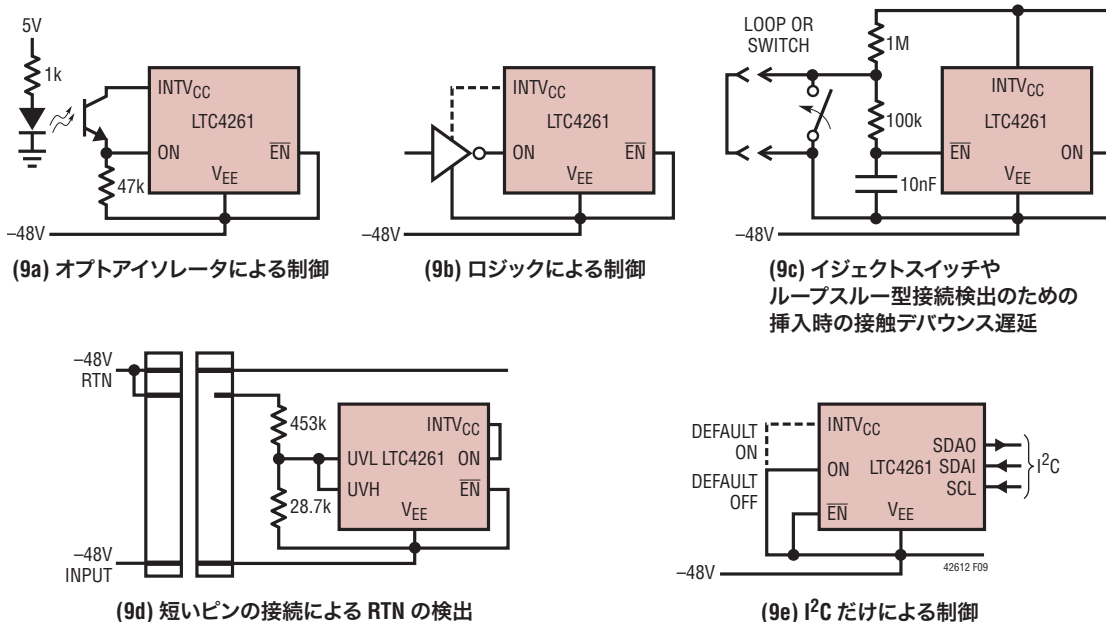 5V
1k
INTVCC
LTC4261
ON
EN
VEE
47k
–48V
(9a) オプトアイソレータによる制御
INTVCC
LTC4261
ON
EN
VEE
–48V
(9b) ロジックによる制御
LOOP OR
SWITCH
1M
100k
10nF
INTVCC
LTC4261
EN
ON
VEE
–48V
(9c) イジェクトスイッチや
ループスルー型接続検出のための
挿入時の接触デバウンス遅延
–48V
RTN
453k
28.7k
INTVCC
UVL LTC4261 ON
UVH
EN
VEE
–48V
INPUT
(9d) 短いピンの接続による RTN の検出
DEFAULT
ON
DEFAULT
OFF
INTVCC
ON
LTC4261
SDAO
SDAI
SCL
I²C
EN
VEE
–48V
42612 F09
(9e) I²C だけによる制御